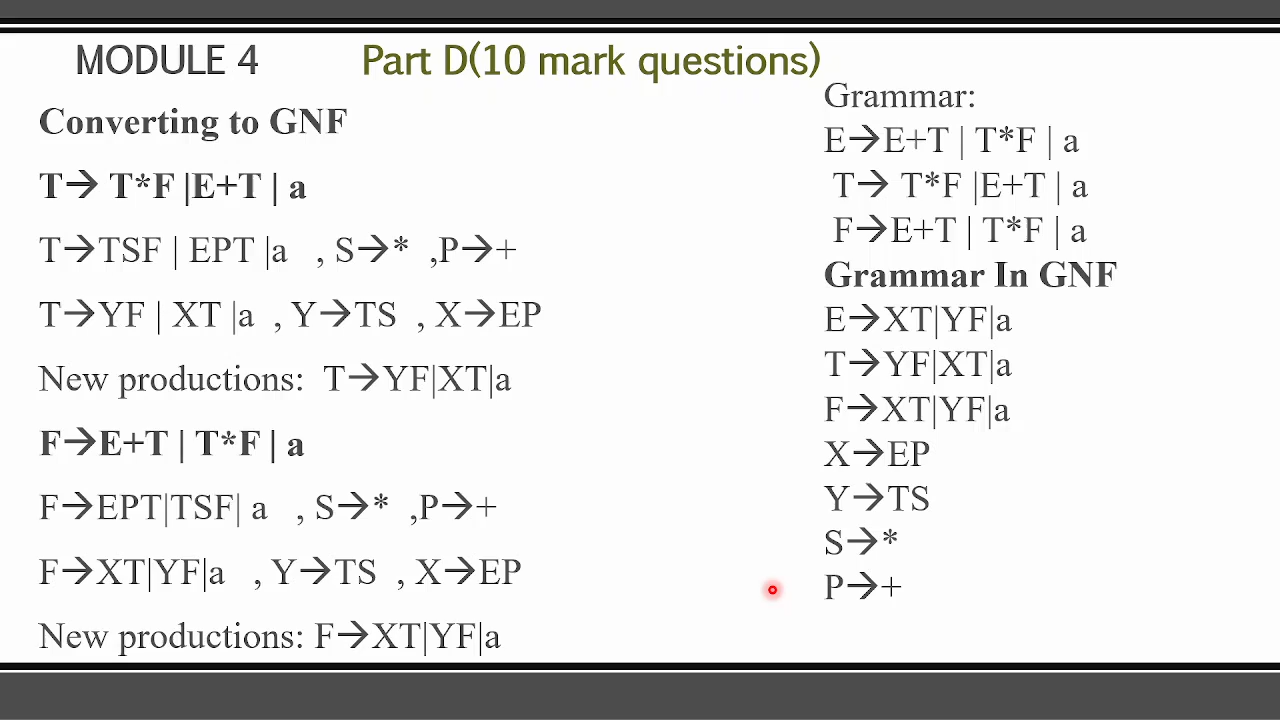 MODULE 4
Part D(10 mark questions)
Converting to GNF
T→ T*F |E+T | a
T→TSF | EPT |a , S→* ,P→+
T→YF | XT |a , Y→TS , X→EP
New productions: T→YF|XT|a
F→E+T | T*F | a
F→EPT|TSF| a , S→* ,P→+
F→XT|YF|a , Y→TS , X→EP
New productions: F→XT|YF|a
Grammar:
E→E+T | T*F | a
T→ T*F |E+T | a
F→E+T | T*F | a
Grammar In GNF
E→XT|YF|a
T→YF|XT|a
F→XT|YF|a
X→EP
Y→TS
S→*
P→+